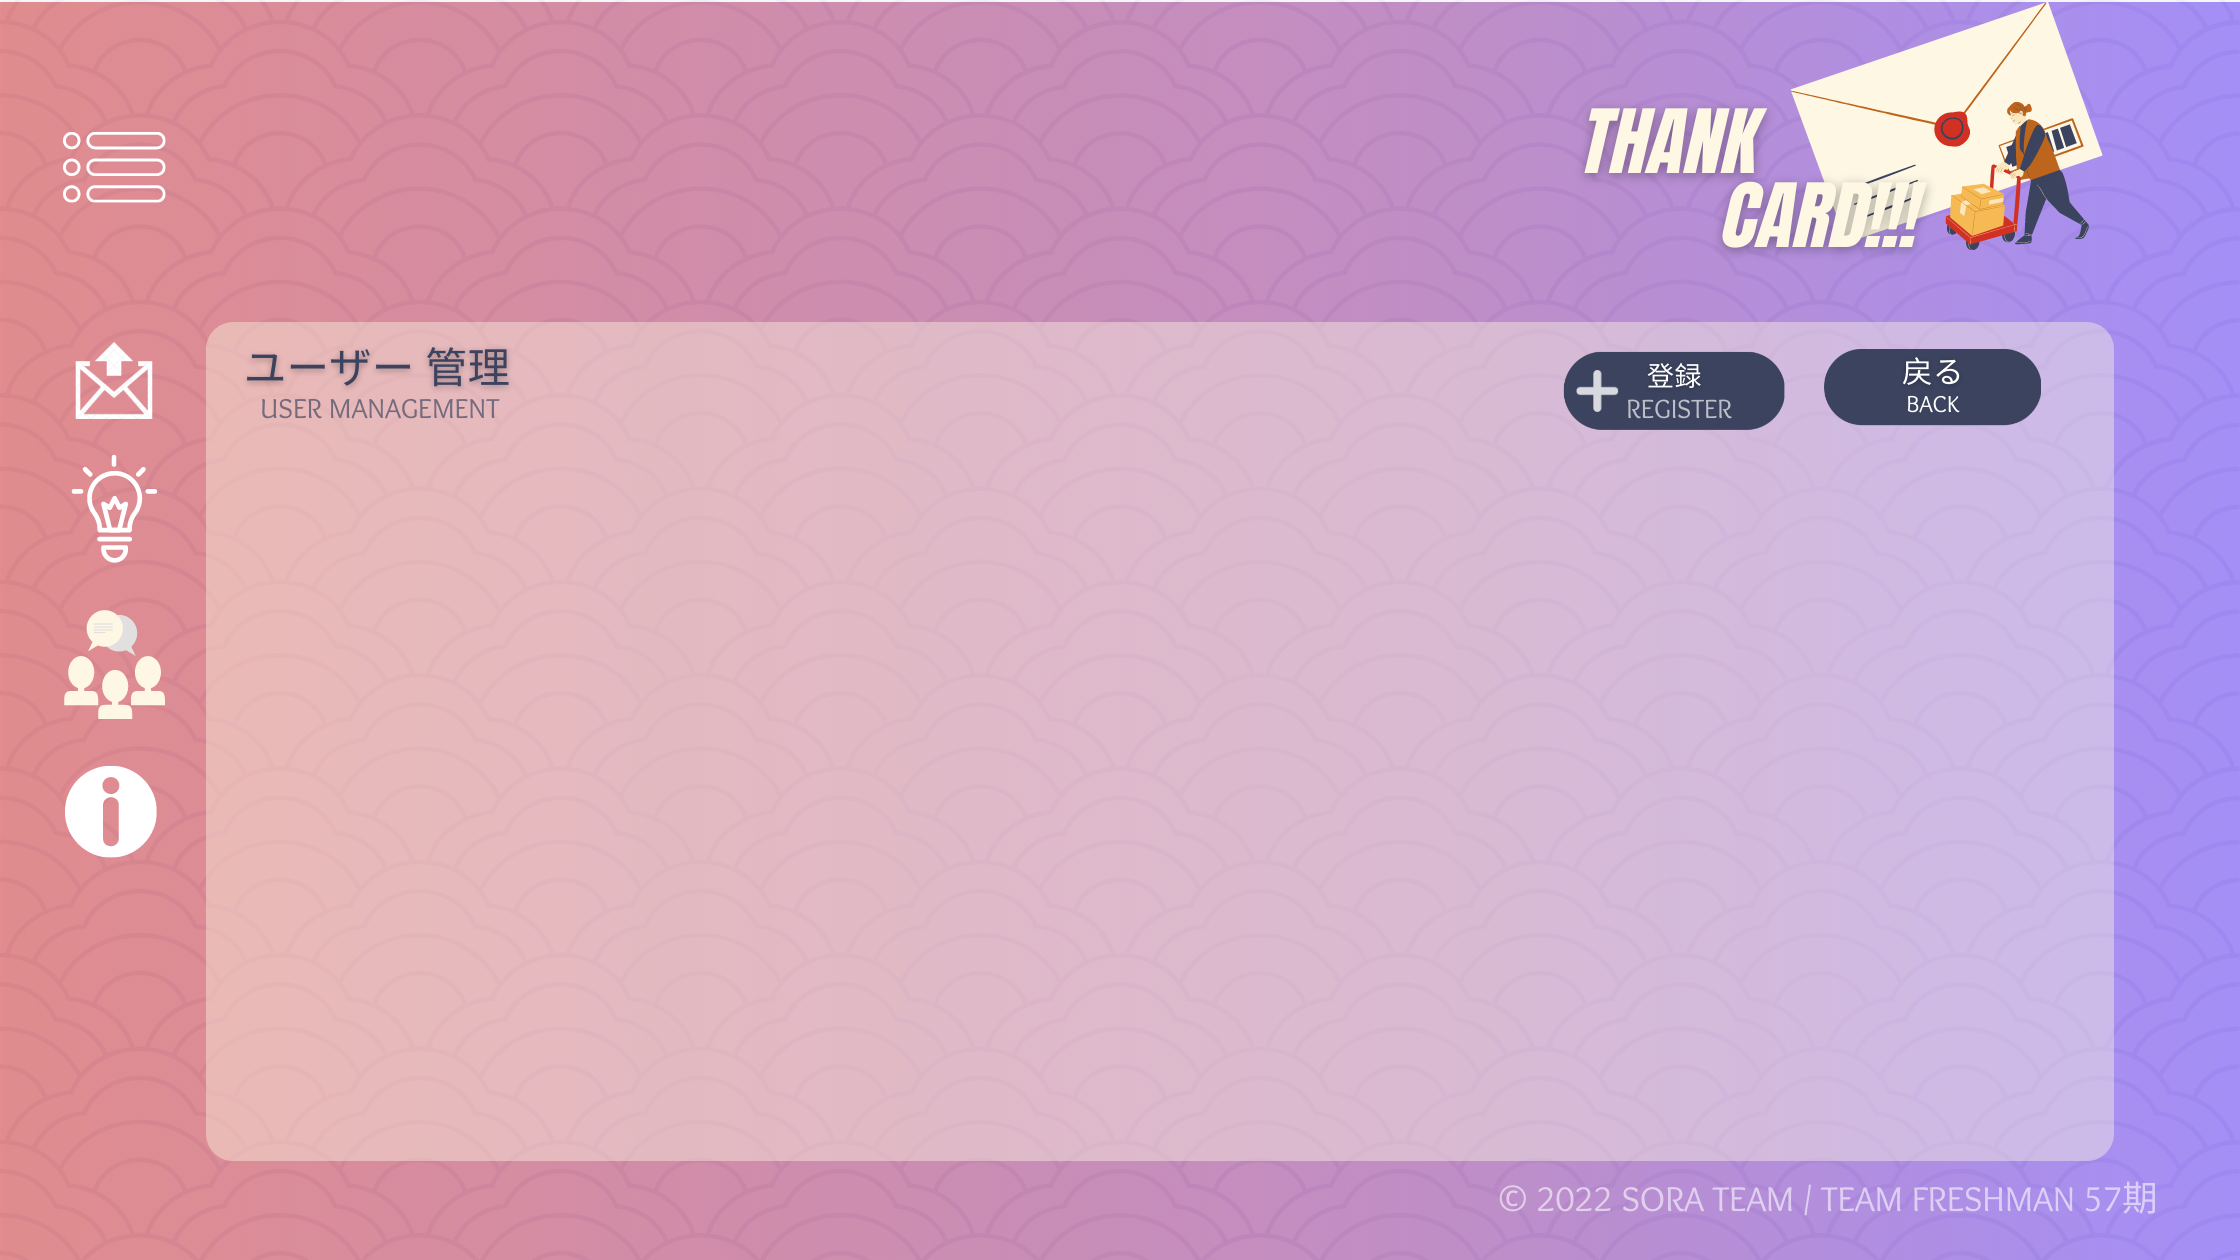 THANK
CARD!!!
ユーザー 管理
USER MANAGEMENT
登録
REGISTER
戻る
BACK
© 2022 SORA TEAM / TEAM FRESHMAN 57期